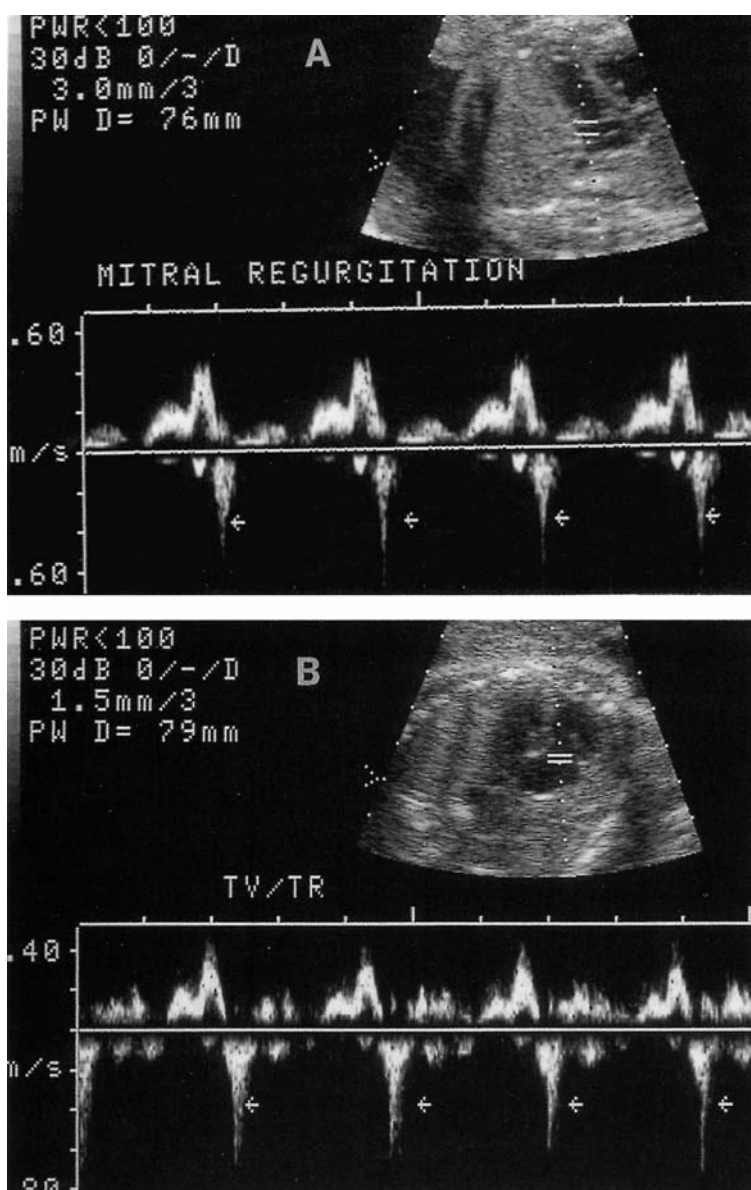 PWR<100
30dB 0/-/D
3.0mm/3
PW D= 76mm
A
MITRAL REGURGITATION
.60
m/s
.60
PWR<100
30dB 0/-/D
1.5mm/3
PW D= 79mm
B
TV/TR
.40
m/s
.80